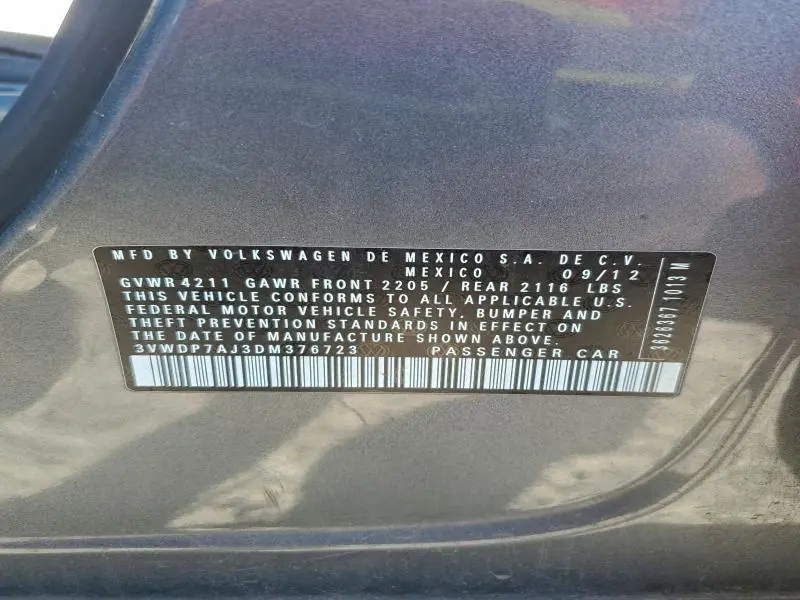 MFD BY VOLKSWAGEN DE MEXICO S.A. DE C.V.
MEXICO 09/12
GVWR 4211 GAWR FRONT 2205 / REAR 2116 LBS
THIS VEHICLE CONFORMS TO ALL APPLICABLE U.S.
FEDERAL MOTOR VEHICLE SAFETY, BUMPER AND
THEFT PREVENTION STANDARDS IN EFFECT ON
THE DATE OF MANUFACTURE SHOWN ABOVE.
3VWDP7AJ3DM376723 PASSENGER CAR
3626367 1013 M